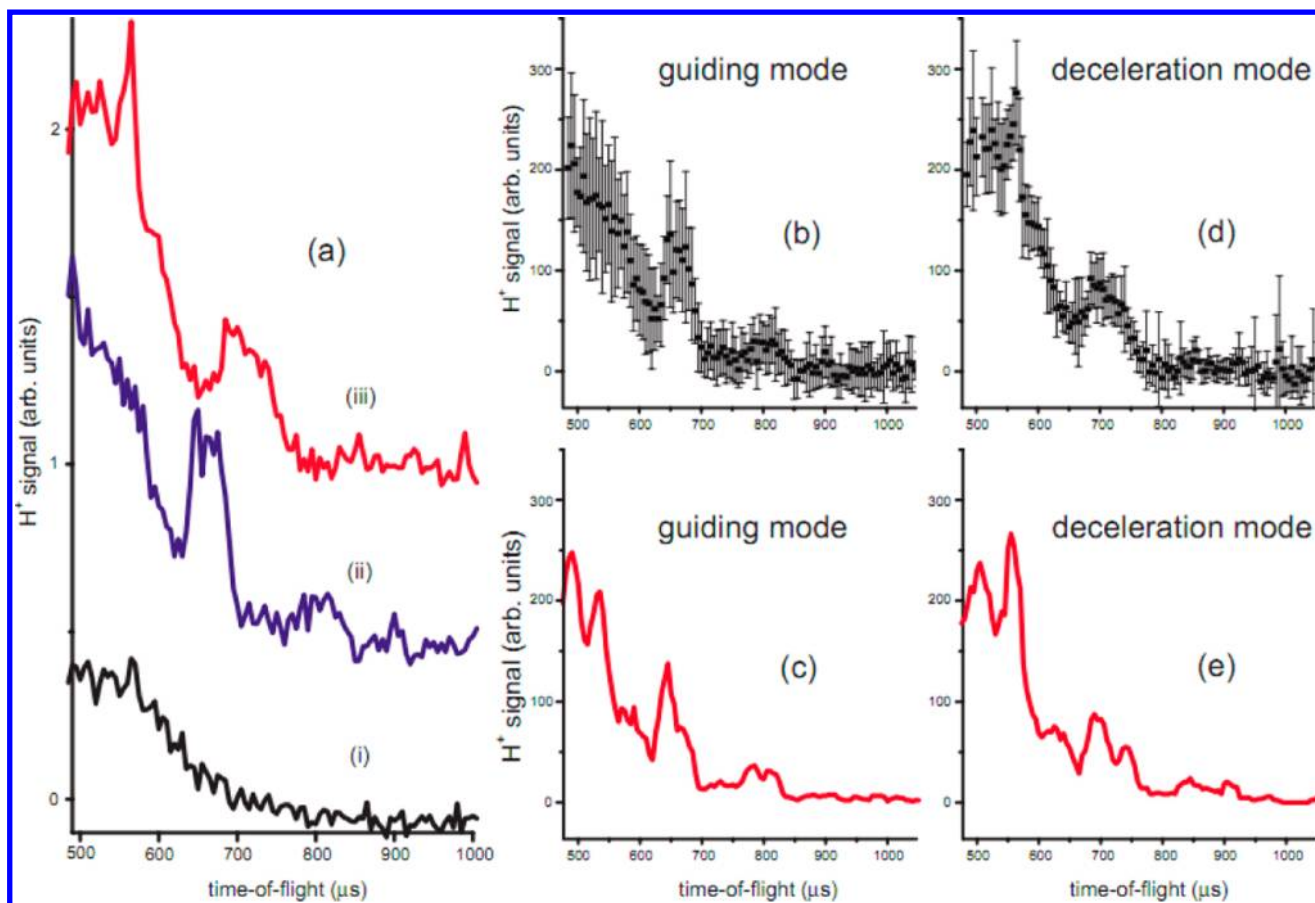 H⁺ signal (arb. units)
2
1
0
(a)
(iii)
(ii)
(i)
500 600 700 800 900 1000
time-of-flight (μs)
H⁺ signal (arb. units)
300
200
100
0
guiding mode
(b)
500 600 700 800 900 1000
300
200
100
0
deceleration mode
(d)
500 600 700 800 900 1000
H⁺ signal (arb. units)
300
200
100
0
guiding mode
(c)
500 600 700 800 900 1000
time-of-flight (μs)
300
200
100
0
deceleration mode
(e)
500 600 700 800 900 1000
time-of-flight (μs)